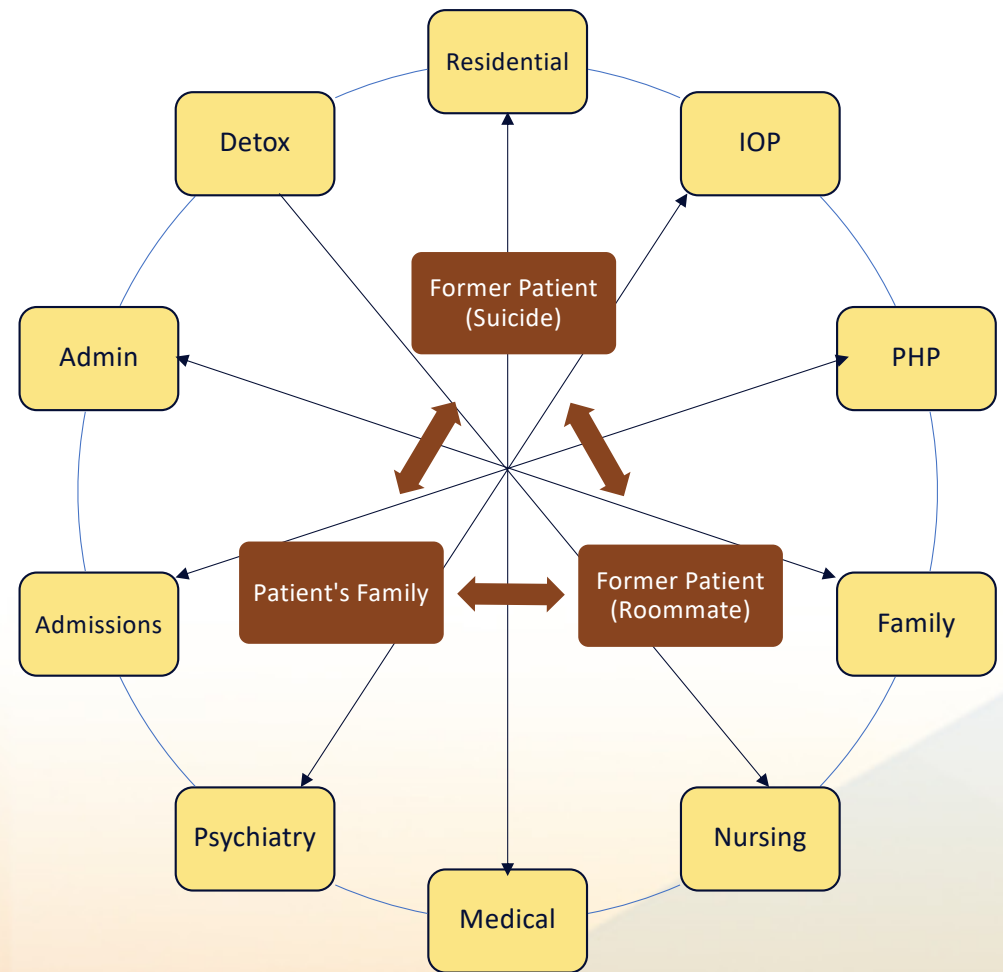 Residential
Detox
IOP
Former Patient
(Suicide)
Admin
PHP
Patient's Family
Former Patient
(Roommate)
Admissions
Family
Psychiatry
Nursing
Medical